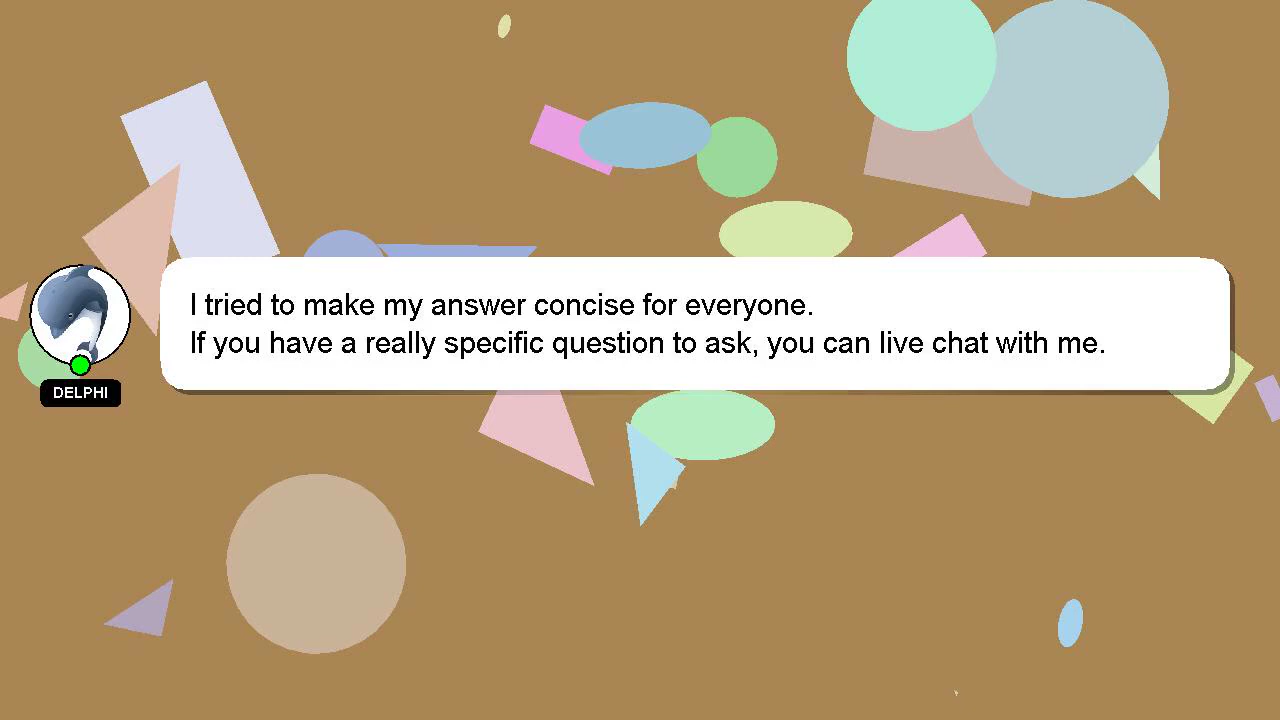 I tried to make my answer concise for everyone.
If you have a really specific question to ask, you can live chat with me.
DELPHI